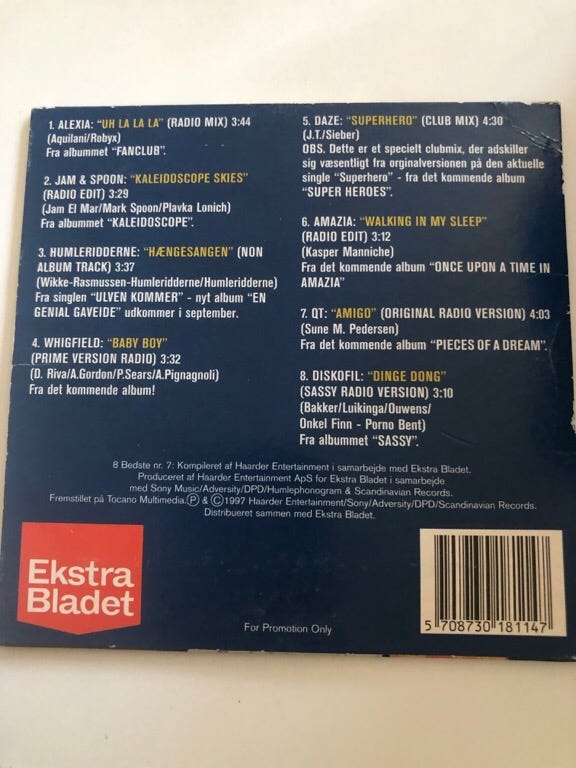 1. ALEXIA: "UH LA LA LA" (RADIO MIX) 3:44
(Aquilani/Robyx)
Fra albummet "FANCLUB".
2. JAM & SPOON: "KALEIDOSCOPE SKIES"
(RADIO EDIT) 3:29
(Jam El Mar/Mark Spoon/Plavka Lonich)
Fra albummet "KALEIDOSCOPE".
3. HUMLERIDDERNE: "HÆNGESANGEN" (NON
ALBUM TRACK) 3:37
(Wikke-Rasmussen-Humleridderne/Humleridderne)
Fra singlen "ULVEN KOMMER" - nyt album "EN
GENIAL GAVEIDE" udkommer i september.
4. WHIGFIELD: "BABY BOY"
(PRIME VERSION RADIO) 3:32
(D. Riva/A.Gordon/P.Sears/A.Pignagnoli)
Fra det kommende album!
5. DAZE: "SUPERHERO" (CLUB MIX) 4:30
(J.T./Sieber)
OBS. Dette er et specielt clubmix, der adskiller
sig væsentligt fra orginalversionen på den aktuelle
single "Superhero" - fra det kommende album
"SUPER HEROES".
6. AMAZIA: "WALKING IN MY SLEEP"
(RADIO EDIT) 3:12
(Kasper Manniche)
Fra det kommende album "ONCE UPON A TIME IN
AMAZIA"
7. QT: "AMIGO" (ORIGINAL RADIO VERSION) 4:03
(Sune M. Pedersen)
Fra det kommende album "PIECES OF A DREAM".
8. DISKOFIL: "DINGE DONG"
(SASSY RADIO VERSION) 3:10
(Bakker/Luikinga/Ouwens/
Onkel Finn - Porno Bent)
Fra albummet "SASSY".
8 Bedste nr. 7: Kompileret af Haarder Entertainment i samarbejde med Ekstra Bladet.
Produceret af Haarder Entertainment ApS for Ekstra Bladet i samarbejde
med Sony Music/Adversity/DPD/Humlephonogram & Scandinavian Records.
Fremstillet på Tocano Multimedia. Ⓟ & ©1997 Haarder Entertainment/Sony/Adversity/DPD/Scandinavian Records.
Distribueret sammen med Ekstra Bladet.
Ekstra
Bladet
For Promotion Only
5 708730 181147